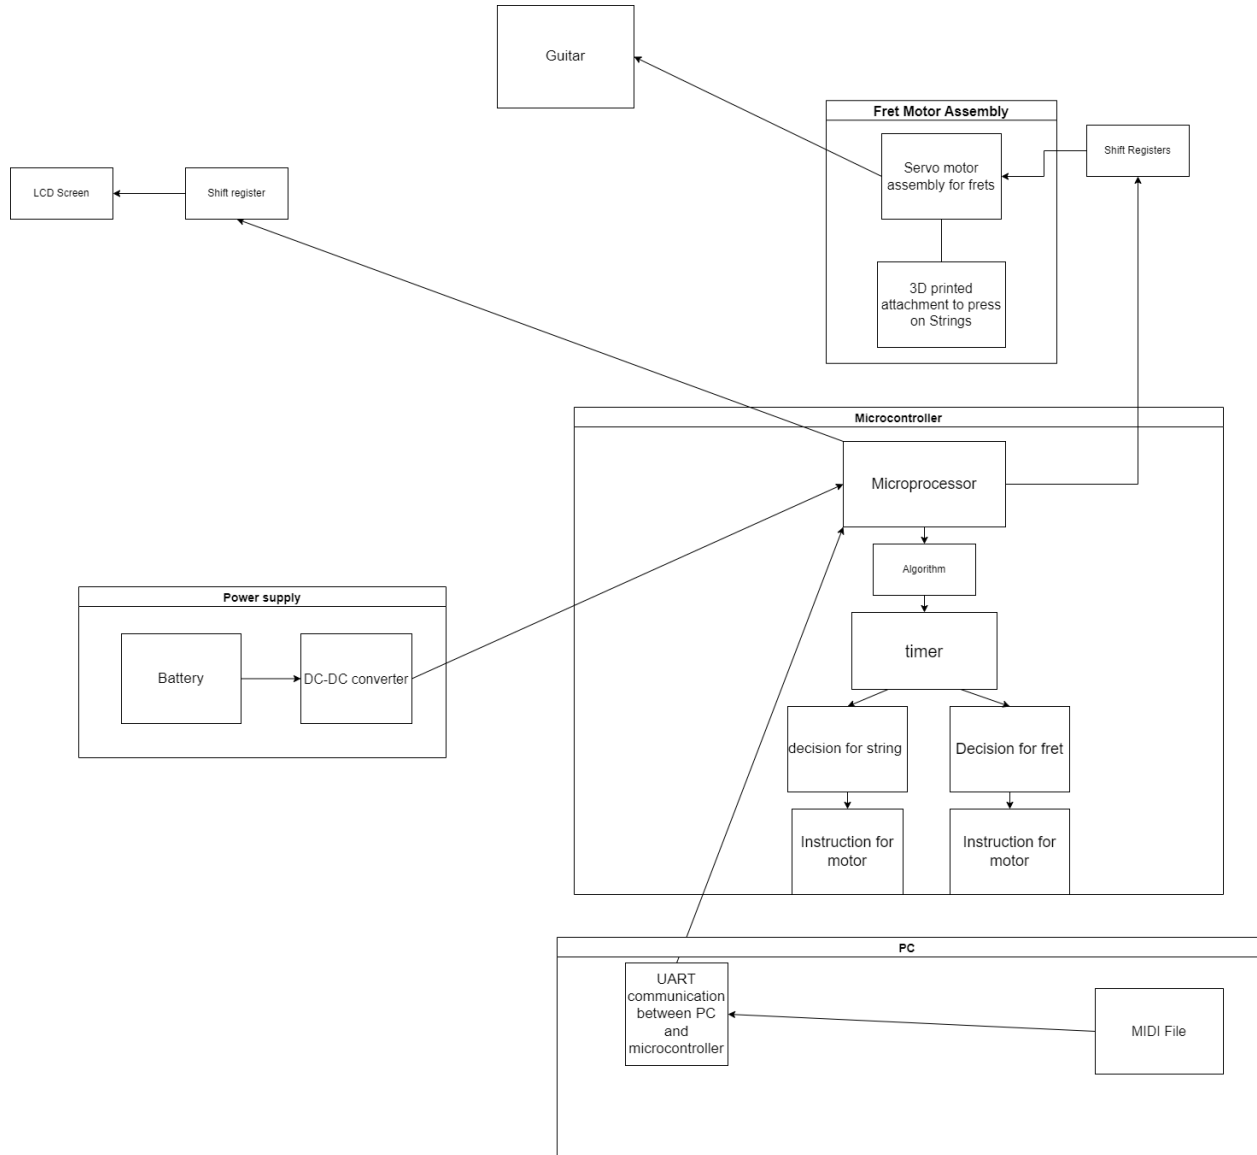 Guitar
Fret Motor Assembly
Servo motor
assembly for frets
Shift Registers
LCD Screen
Shift register
3D printed
attachment to press
on Strings
Microcontroller
Microprocessor
Algorithm
timer
Power supply
Battery
DC-DC converter
decision for string
Decision for fret
Instruction for
motor
Instruction for
motor
PC
UART
communication
between PC
and
microcontroller
MIDI File